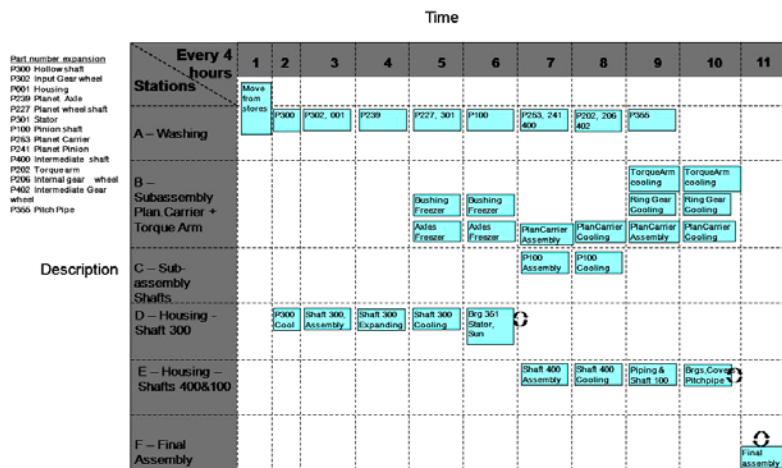 Time
Part number expansion
P300 Hollow shaft
P302 Input Gear wheel
P001 Housing
P239 Planet. Axle
P227 Planet wheel shaft
P301 Stator
P100 Pinion shaft
P253 Planet Carrier
P241 Planet Pinion
P400 Intermediate shaft
P202 Torque arm
P206 Internal gear wheel
P402 Intermediate Gear
wheel
P355 Pitch Pipe
Description
Every 4
hours
Stations
1
2
3
4
5
6
7
8
9
10
11
Move
from
stores
A – Washing
P300
P302, 001
P239
P227, 301
P100
P253, 241
400
P202, 206
402
P355
B –
Subassembly
Plan.Carrier +
Torque Arm
TorqueArm
cooling
TorqueArm
cooling
Bushing
Freezer
Bushing
Freezer
Ring Gear
Cooling
Ring Gear
Cooling
Axles
Freezer
Axles
Freezer
PlanCarrier
Assembly
PlanCarrier
Cooling
PlanCarrier
Assembly
PlanCarrier
Cooling
C – Sub-
assembly
Shafts
P100
Assembly
P100
Cooling
D – Housing -
Shaft 300
P300
Cool
Shaft 300,
Assembly
Shaft 300
Expanding
Shaft 300
Cooling
Brg 351
Stator,
Sun
E – Housing –
Shafts 400&100
Shaft 400
Assembly
Shaft 400
Cooling
Piping &
Shaft 100
Brgs,Covers
Pitchpipe
F – Final
Assembly
Final
assembly